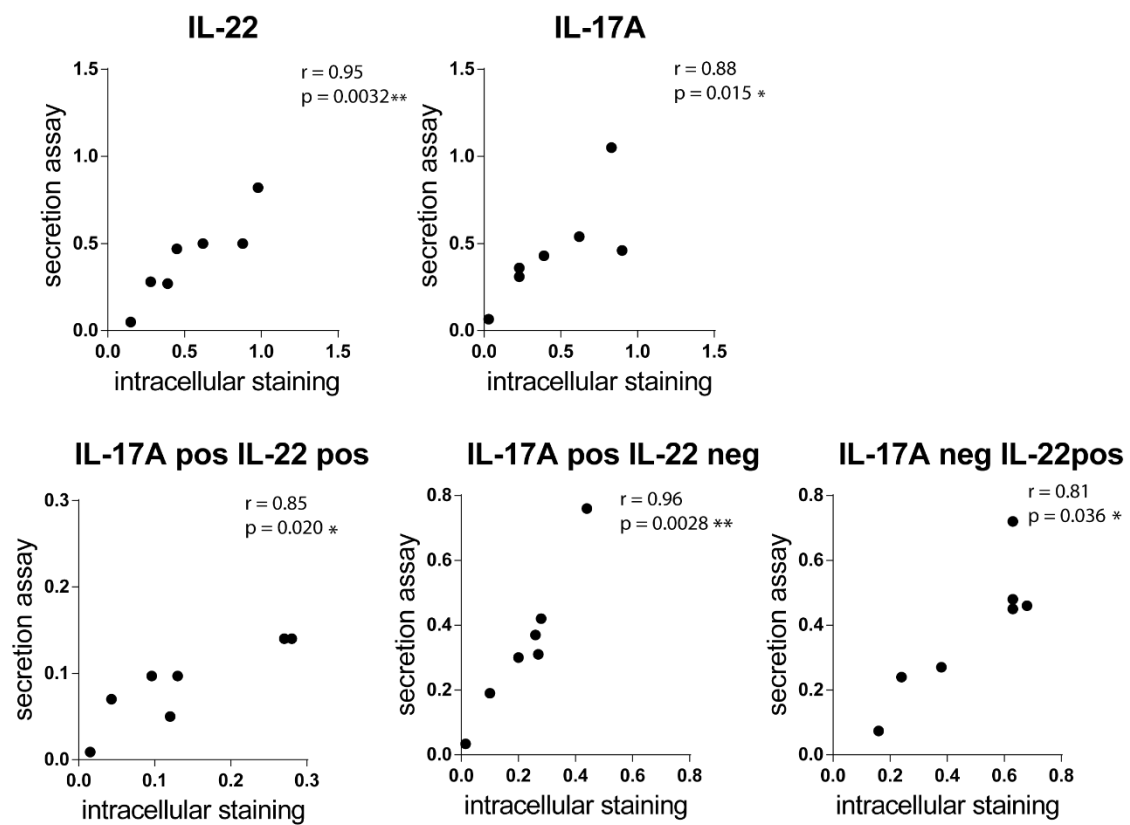 IL-22
r = 0.95
p = 0.0032**
secretion assay
1.5
1.0
0.5
0.0
0.0 0.5 1.0 1.5
intracellular staining
IL-17A
r = 0.88
p = 0.015 *
secretion assay
1.5
1.0
0.5
0.0
0.0 0.5 1.0 1.5
intracellular staining
IL-17A pos IL-22 pos
r = 0.85
p = 0.020 *
secretion assay
0.3
0.2
0.1
0.0
0.0 0.1 0.2 0.3
intracellular staining
IL-17A pos IL-22 neg
r = 0.96
p = 0.0028 **
secretion assay
0.8
0.6
0.4
0.2
0.0
0.0 0.2 0.4 0.6 0.8
intracellular staining
IL-17A neg IL-22pos
r = 0.81
p = 0.036 *
secretion assay
0.8
0.6
0.4
0.2
0.0
0.0 0.2 0.4 0.6 0.8
intracellular staining